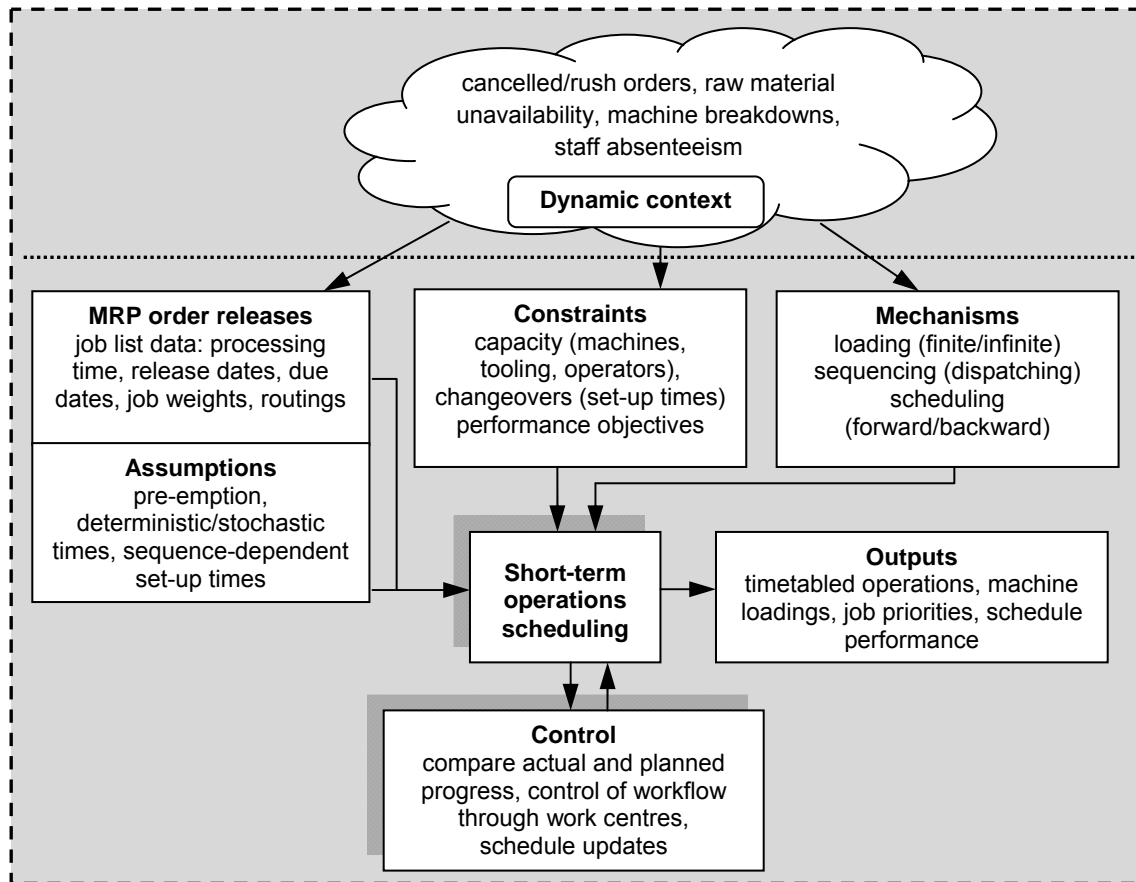 cancelled/rush orders, raw material
unavailability, machine breakdowns,
staff absenteeism
Dynamic context
MRP order releases
job list data: processing
time, release dates, due
dates, job weights, routings
Assumptions
pre-emption,
deterministic/stochastic
times, sequence-dependent
set-up times
Constraints
capacity (machines,
tooling, operators),
changeovers (set-up times)
performance objectives
Mechanisms
loading (finite/infinite)
sequencing (dispatching)
scheduling
(forward/backward)
Short-term
operations
scheduling
Outputs
timetabled operations, machine
loadings, job priorities, schedule
performance
Control
compare actual and planned
progress, control of workflow
through work centres,
schedule updates